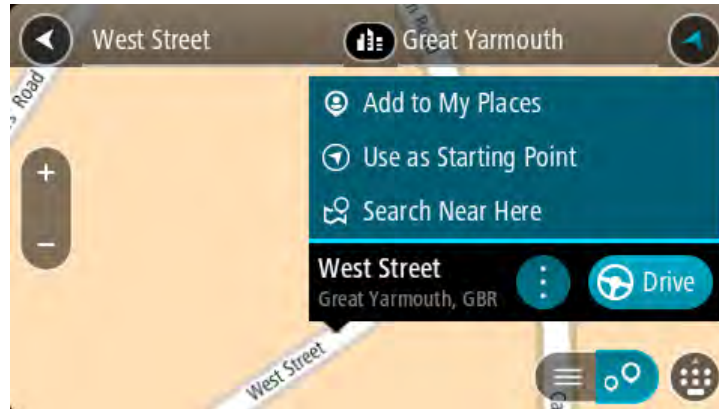 West Street
Great Yarmouth
Road
Add to My Places
+
Use as Starting Point
Search Near Here
-
West Street
Great Yarmouth, GBR
Drive
West Street